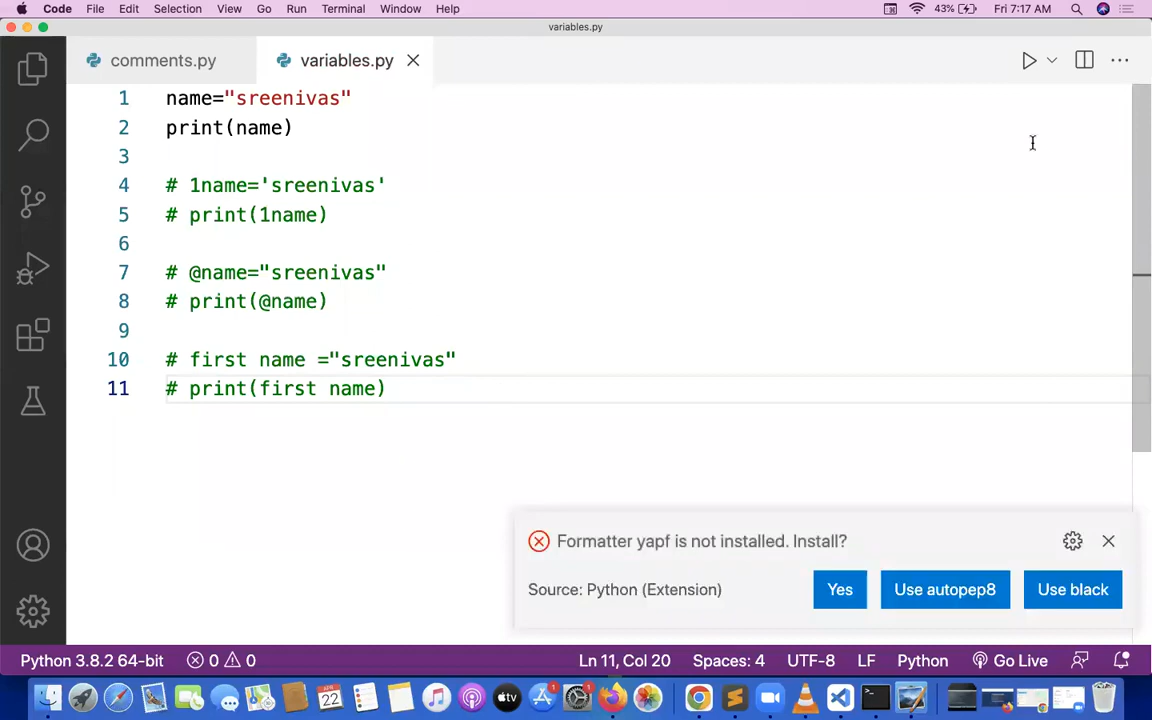 Code File Edit Selection View Go Run Terminal Window Help 43% Fri 7:17 AM
variables.py
comments.py variables.py
1 name="sreenivas"
2 print(name)
3
4 # 1name='sreenivas'
5 # print(1name)
6
7 # @name="sreenivas"
8 # print(@name)
9
10 # first name ="sreenivas"
11 # print(first name)
Formatter yapf is not installed. Install?
Source: Python (Extension) Yes Use autopep8 Use black
Python 3.8.2 64-bit 0 0 Ln 11, Col 20 Spaces: 4 UTF-8 LF Python Go Live
22 tv 1 1